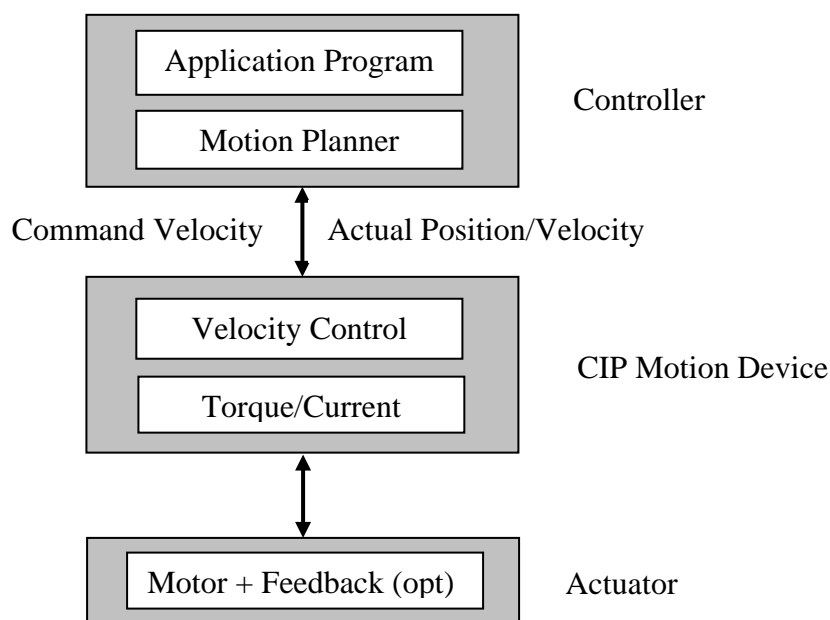 Application Program
Controller
Motion Planner
Command Velocity
Actual Position/Velocity
Velocity Control
CIP Motion Device
Torque/Current
Motor + Feedback (opt)
Actuator